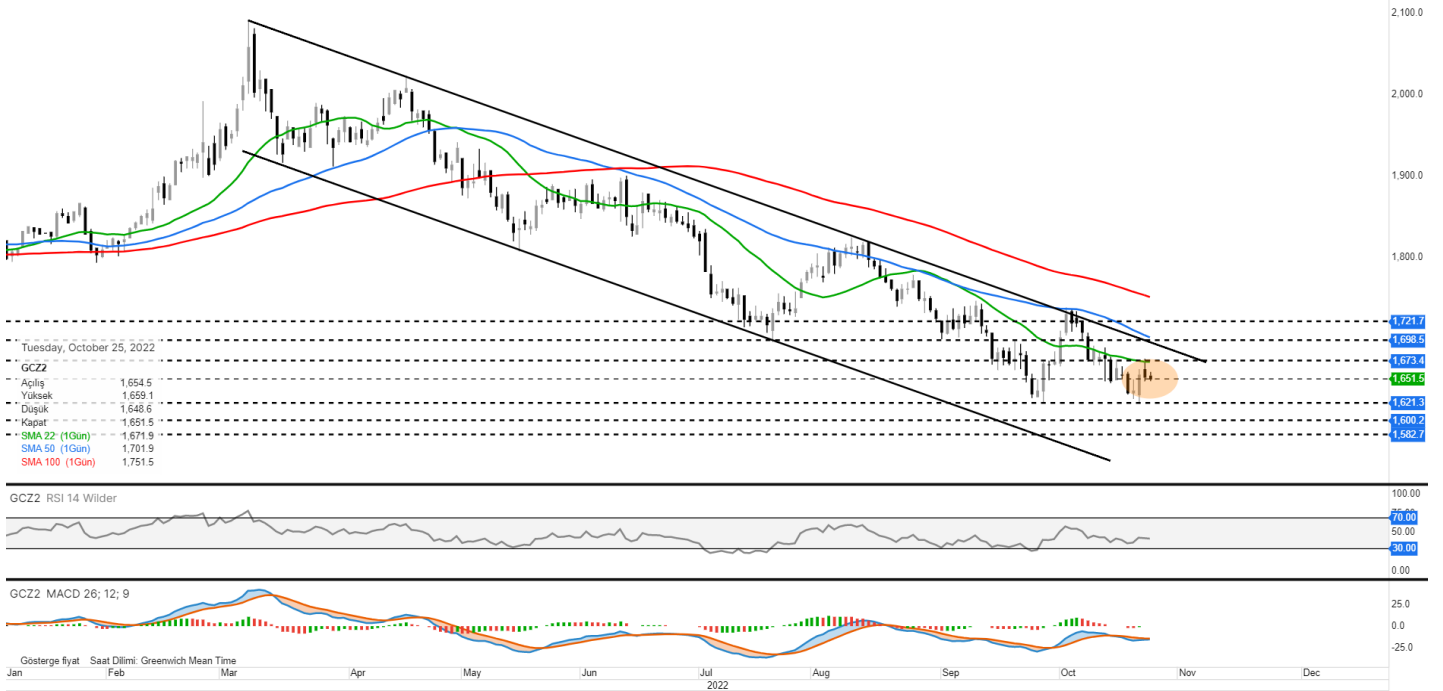 2,100.0
2,000.0
1,900.0
1,800.0
1,721.7
1,698.5
1,673.4
1,651.5
1,621.3
1,600.2
1,582.7
Tuesday, October 25, 2022
GCZ2
Açılış 1,654.5
Yüksek 1,659.1
Düşük 1,648.6
Kapat 1,651.5
SMA 22 (1Gün) 1,671.9
SMA 50 (1Gün) 1,701.9
SMA 100 (1Gün) 1,751.5
GCZ2 RSI 14 Wilder
100.00
75.00
70.00
50.00
30.00
0.00
GCZ2 MACD 26; 12; 9
25.0
0.0
-25.0
Gösterge fiyat Saat Dilimi: Greenwich Mean Time
Jan Feb Mar Apr May Jun Jul Aug Sep Oct Nov Dec
2022